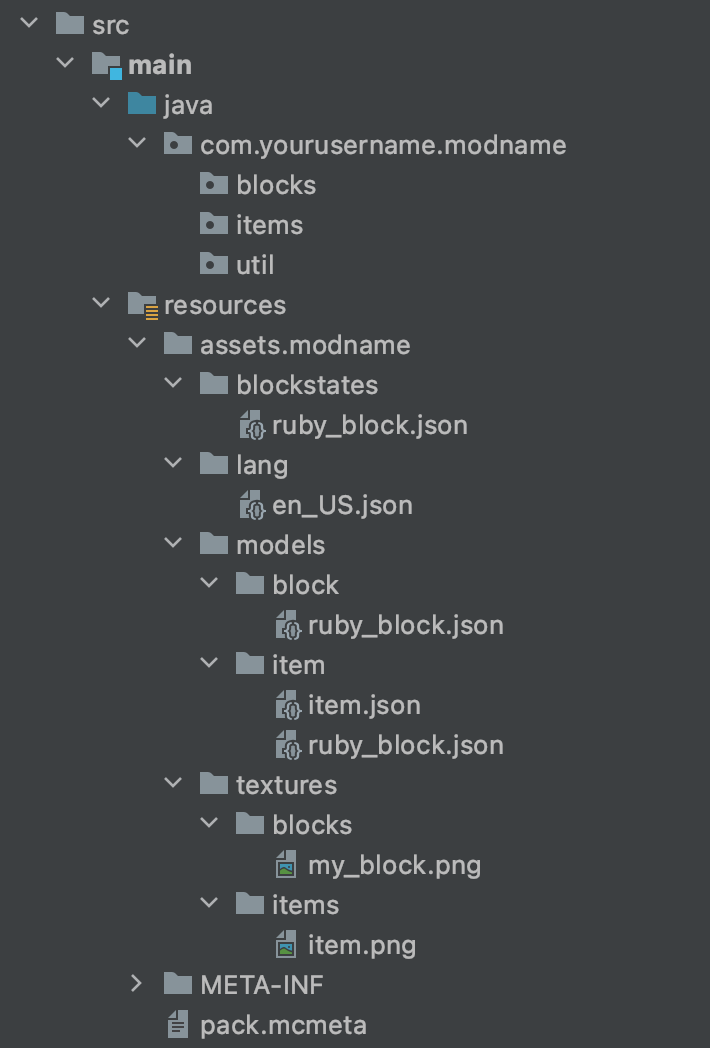 src
main
java
com.yourusername.modname
blocks
items
util
resources
assets.modname
blockstates
ruby_block.json
lang
en_US.json
models
block
ruby_block.json
item
item.json
ruby_block.json
textures
blocks
my_block.png
items
item.png
META-INF
pack.mcmeta